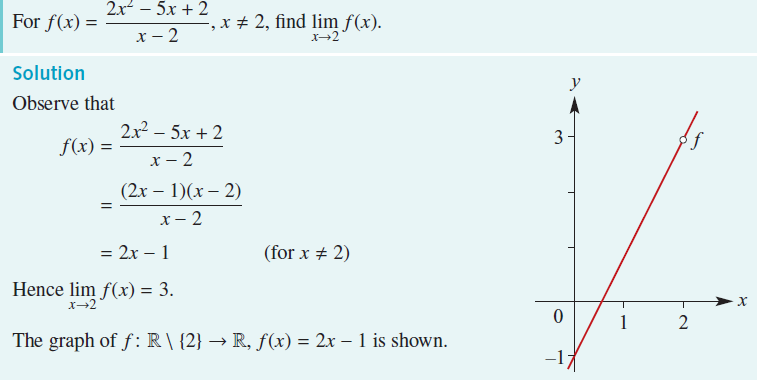 For f(x) = (2x² – 5x + 2)/(x – 2), x ≠ 2, find lim x→2 f(x).
Solution
Observe that
f(x) = (2x² – 5x + 2)/(x – 2)
= ((2x – 1)(x – 2))/(x – 2)
= 2x – 1 (for x ≠ 2)
Hence lim x→2 f(x) = 3.
The graph of f: ℝ \ {2} → ℝ, f(x) = 2x – 1 is shown.
y
3
f
x
0
1
2
–1